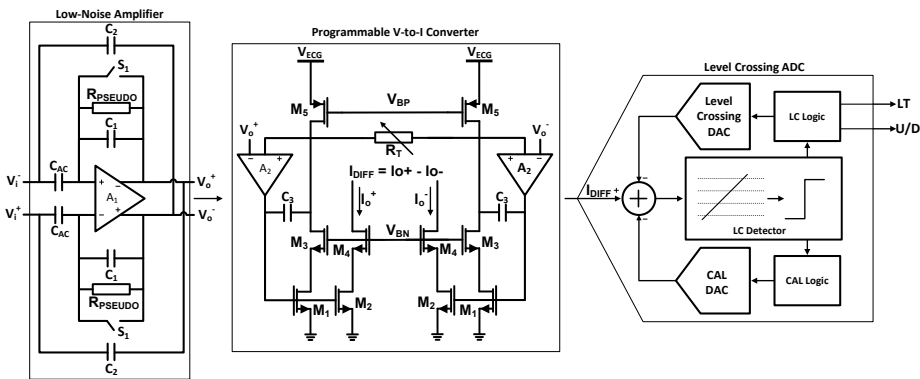 Low-Noise Amplifier
C2
S1
RPSEUDO
C1
CAC
Vi-
+ −
A1
Vo+
Vi+
− +
Vo-
CAC
C1
RPSEUDO
S1
C2
Programmable V-to-I Converter
VECG
VECG
M5
VBP
M5
Vo+
RT
Vo-
+ −
− +
A2
A2
IDIFF = Io+ - Io-
C3
Io+
Io-
C3
M3
M4
VBN
M4
M3
M1
M2
M2
M1
Level Crossing ADC
Level Crossing DAC
LC Logic
LT
U/D
IDIFF
+
−
+
−
LC Detector
CAL DAC
CAL Logic